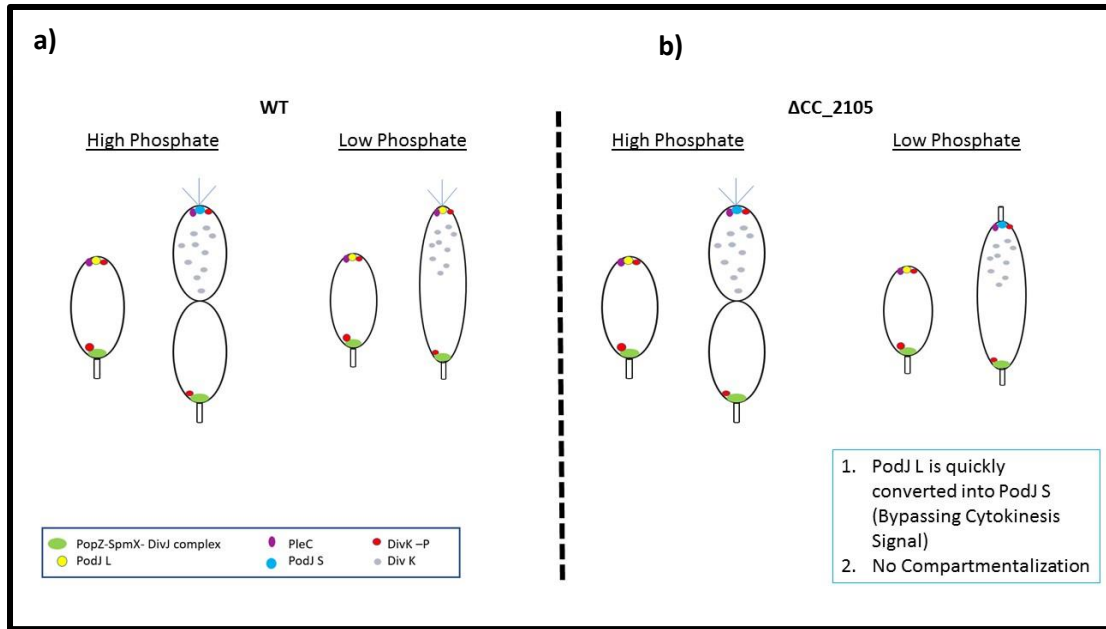 a)
b)
WT
ΔCC_2105
High Phosphate
Low Phosphate
High Phosphate
Low Phosphate
1. PodJ L is quickly
converted into PodJ S
(Bypassing Cytokinesis
Signal)
2. No Compartmentalization
PopZ-SpmX- DivJ complex
PleC
DivK –P
PodJ L
PodJ S
Div K